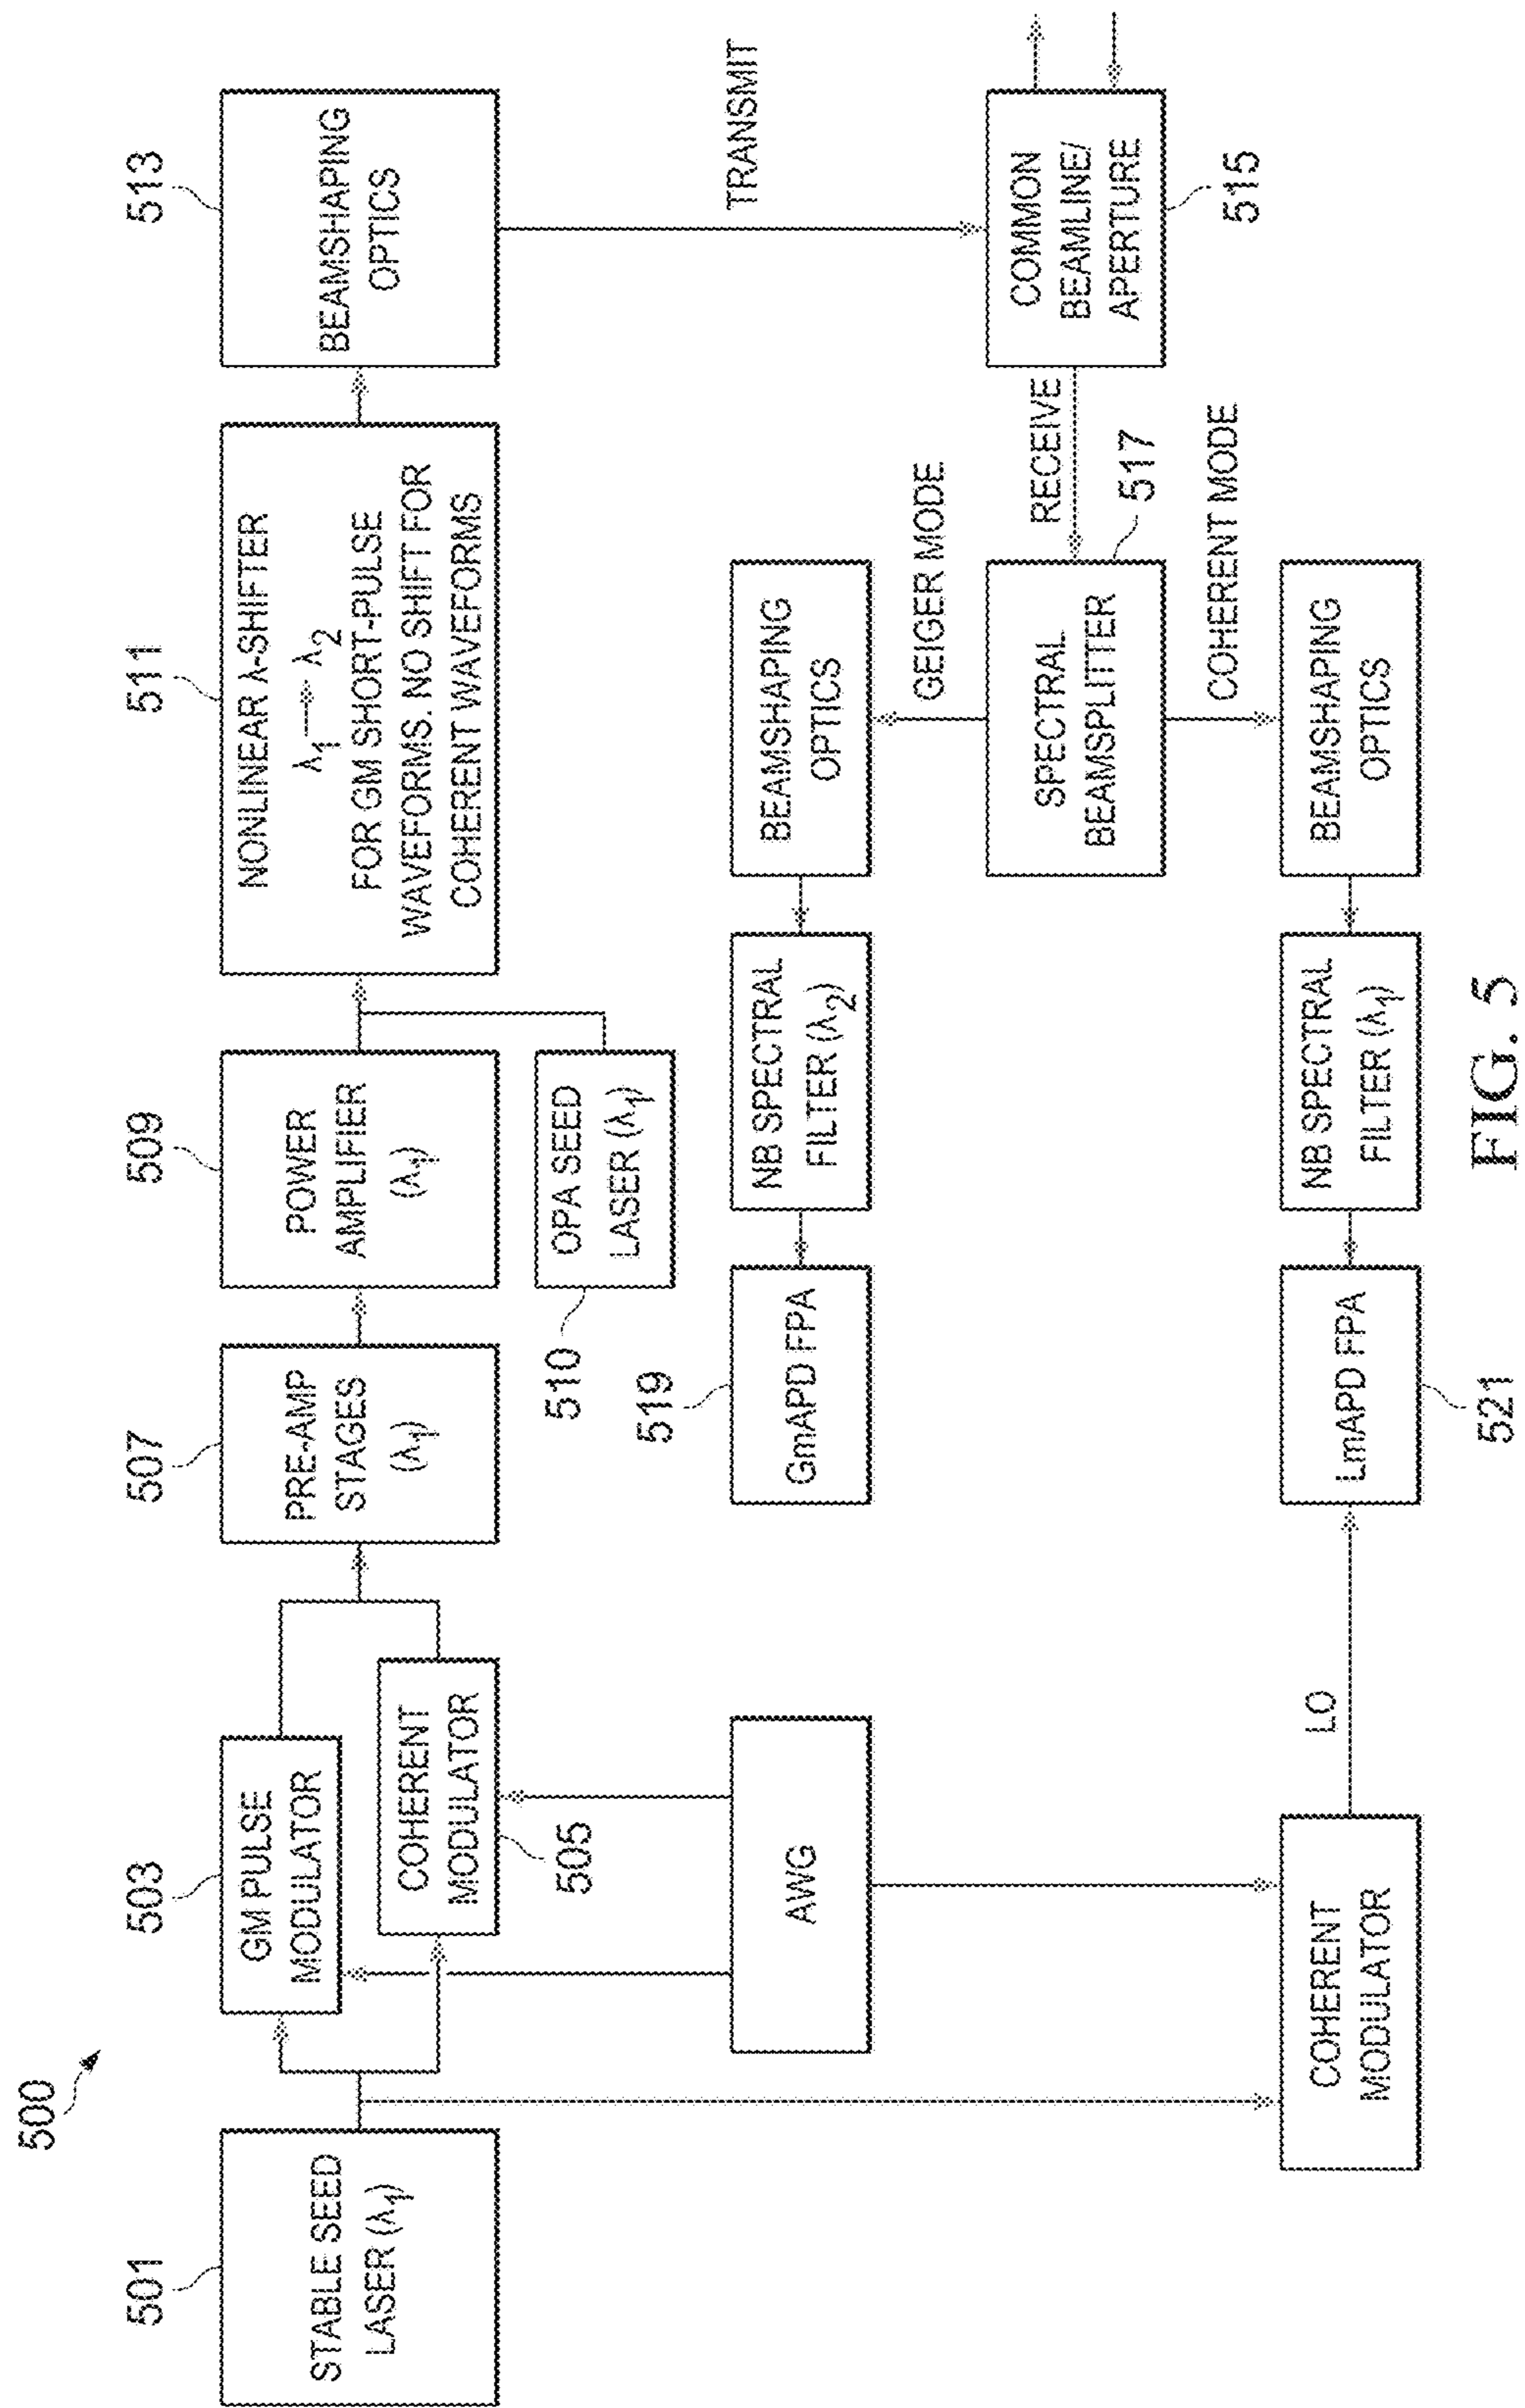 500
501
STABLE SEED
LASER (λ1)
503
GM PULSE
MODULATOR
COHERENT
MODULATOR
505
507
PRE-AMP
STAGES
(λ1)
509
POWER
AMPLIFIER
(λ1)
510
OPA SEED
LASER (λ1)
511
NONLINEAR λ-SHIFTER
λ1 → λ2
FOR GM SHORT-PULSE
WAVEFORMS. NO SHIFT FOR
COHERENT WAVEFORMS
513
BEAMSHAPING
OPTICS
TRANSMIT
AWG
519
GmAPD FPA
NB SPECTRAL
FILTER (λ2)
BEAMSHAPING
OPTICS
GEIGER MODE
SPECTRAL
BEAMSPLITTER
517
RECEIVE
COMMON
BEAMLINE/
APERTURE
515
COHERENT MODE
COHERENT
MODULATOR
LO
LmAPD FPA
521
NB SPECTRAL
FILTER (λ1)
BEAMSHAPING
OPTICS
FIG. 5